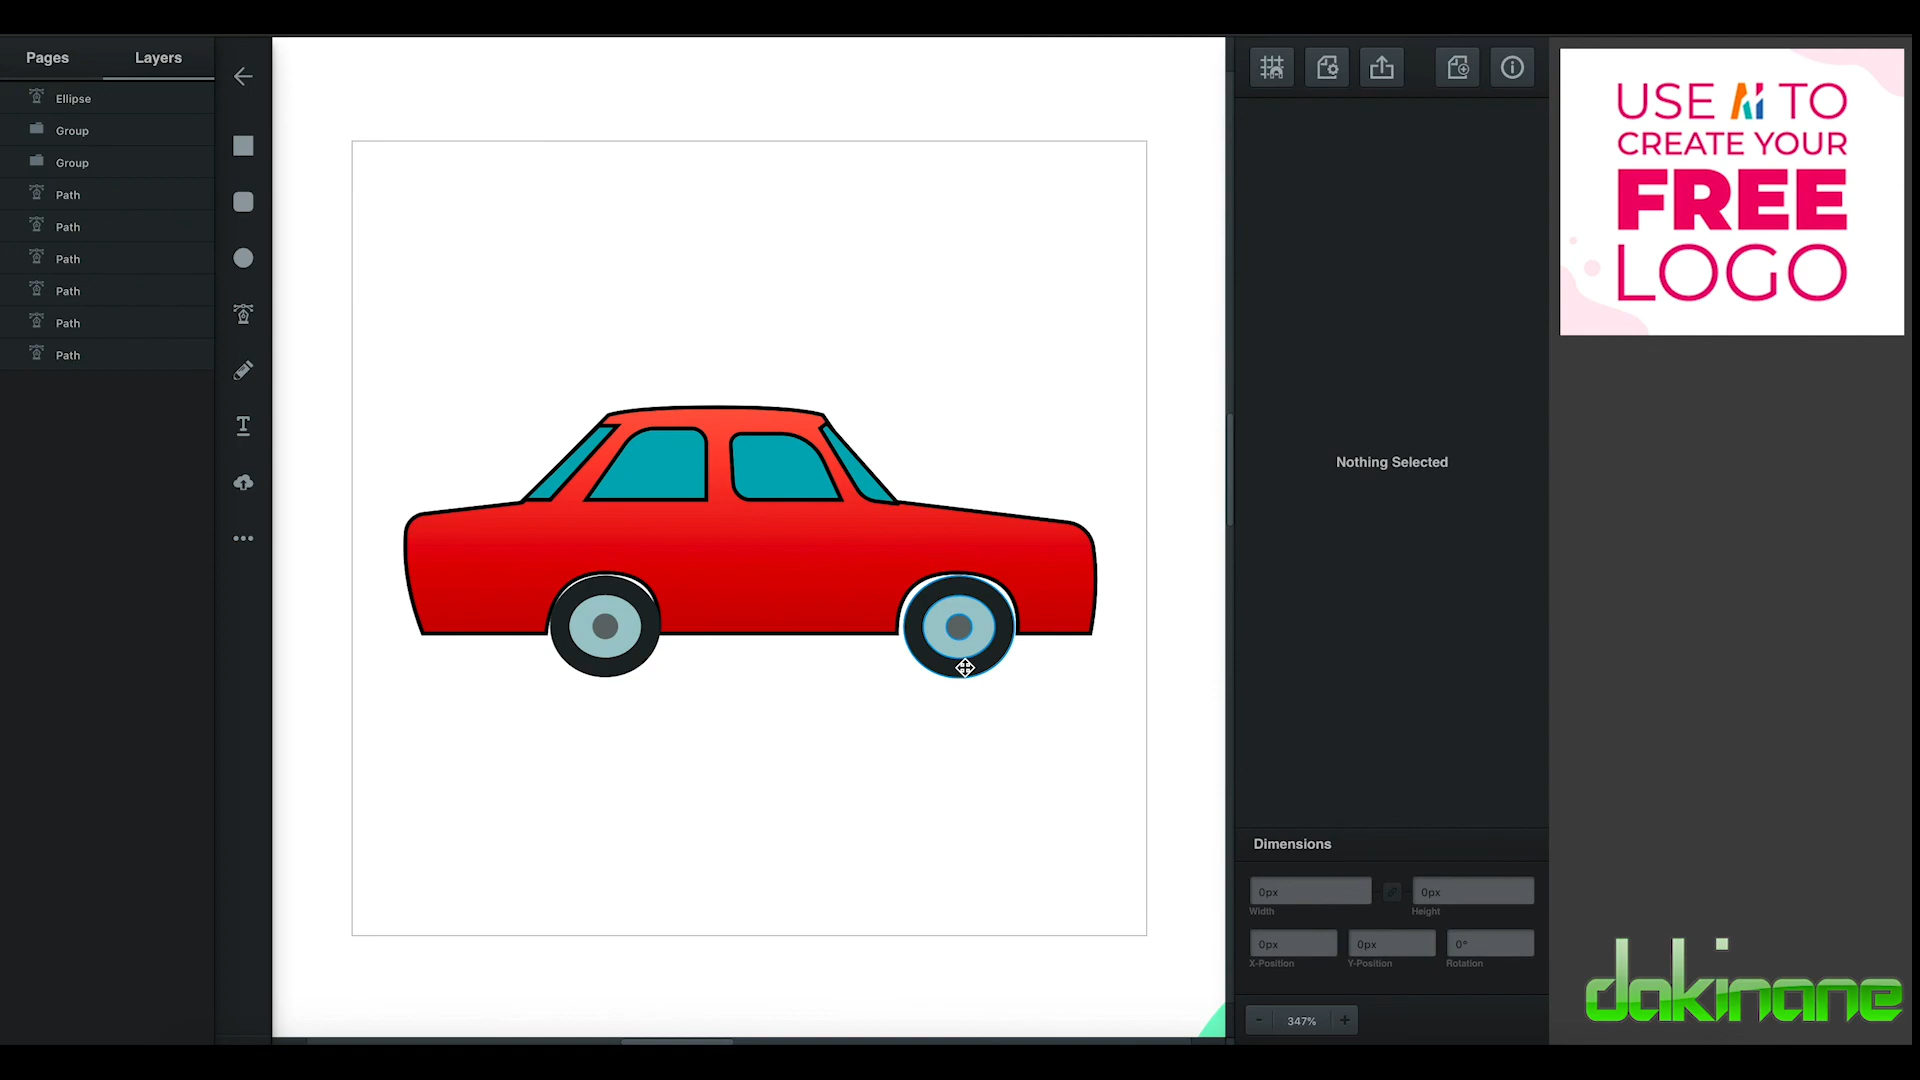 Pages
Layers
Ellipse
Group
Group
Path
Path
Path
Path
Path
Path
T
Nothing Selected
Dimensions
0px
0px
Width
Height
0px
0px
0°
X-Position
Y-Position
Rotation
- 347% +
USE AI TO
CREATE YOUR
FREE
LOGO
dakinane